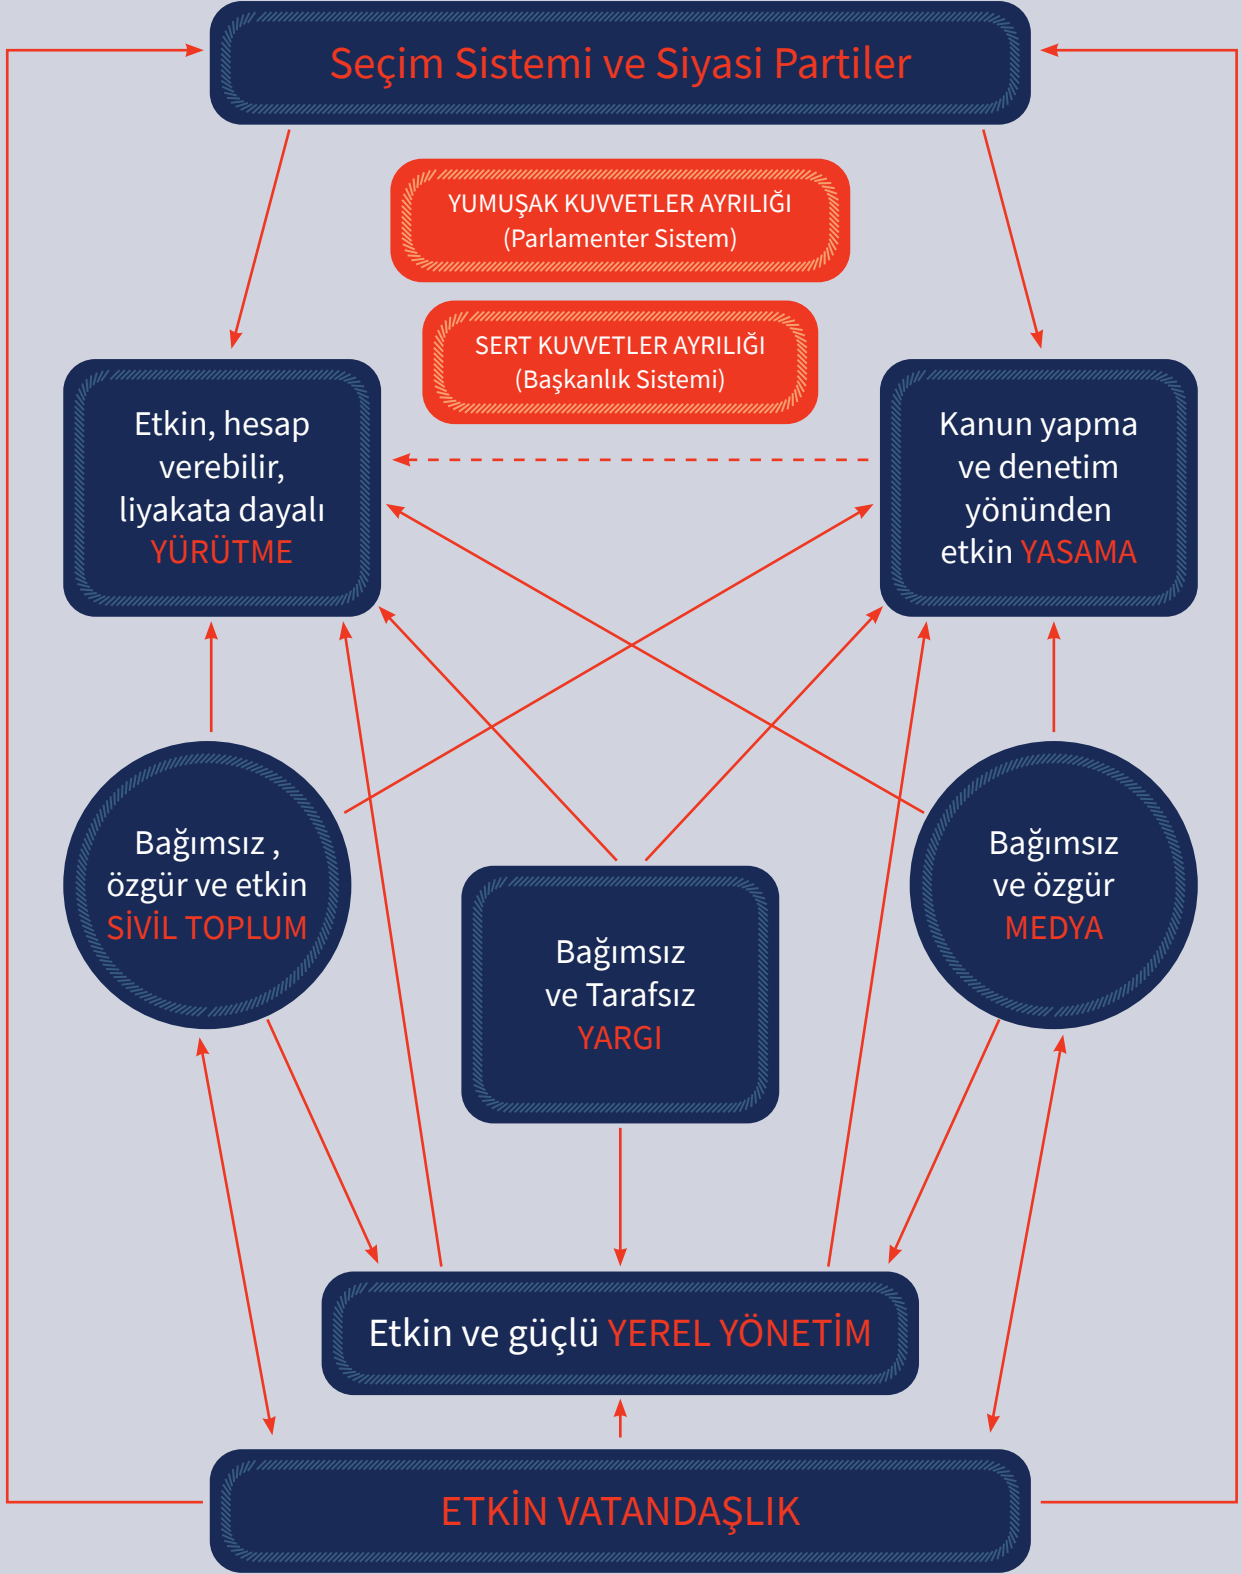 Seçim Sistemi ve Siyasi Partiler
YUMUŞAK KUVVETLER AYRILIĞI
(Parlamenter Sistem)
SERT KUVVETLER AYRILIĞI
(Başkanlık Sistemi)
Etkin, hesap
verebilir,
liyakata dayalı
YÜRÜTME
Kanun yapma
ve denetim
yönünden
etkin YASAMA
Bağımsız ,
özgür ve etkin
SİVİL TOPLUM
Bağımsız
ve Tarafsız
YARGI
Bağımsız
ve özgür
MEDYA
Etkin ve güçlü YEREL YÖNETİM
ETKİN VATANDAŞLIK